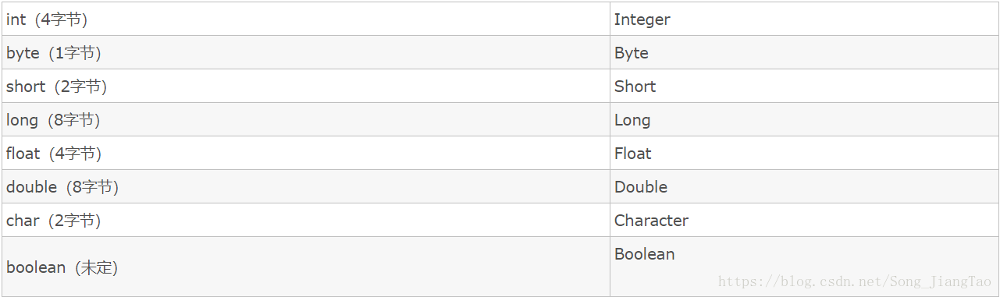 int (4字节) Integer
byte (1字节) Byte
short (2字节) Short
long (8字节) Long
float (4字节) Float
double (8字节) Double
char (2字节) Character
boolean (未定) Boolean
https://blog.csdn.net/Song_JiangTao